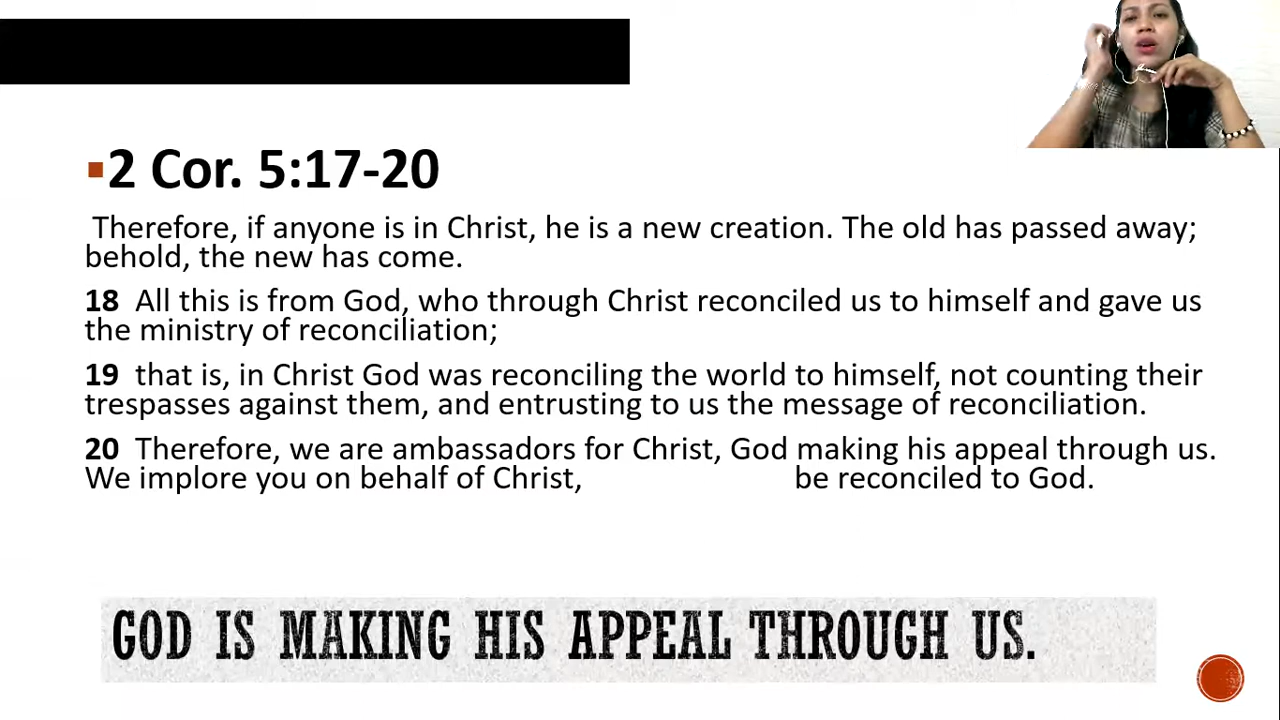 2 Cor. 5:17-20
Therefore, if anyone is in Christ, he is a new creation. The old has passed away;
behold, the new has come.
18 All this is from God, who through Christ reconciled us to himself and gave us
the ministry of reconciliation;
19 that is, in Christ God was reconciling the world to himself, not counting their
trespasses against them, and entrusting to us the message of reconciliation.
20 Therefore, we are ambassadors for Christ, God making his appeal through us.
We implore you on behalf of Christ, be reconciled to God.
GOD IS MAKING HIS APPEAL THROUGH US.